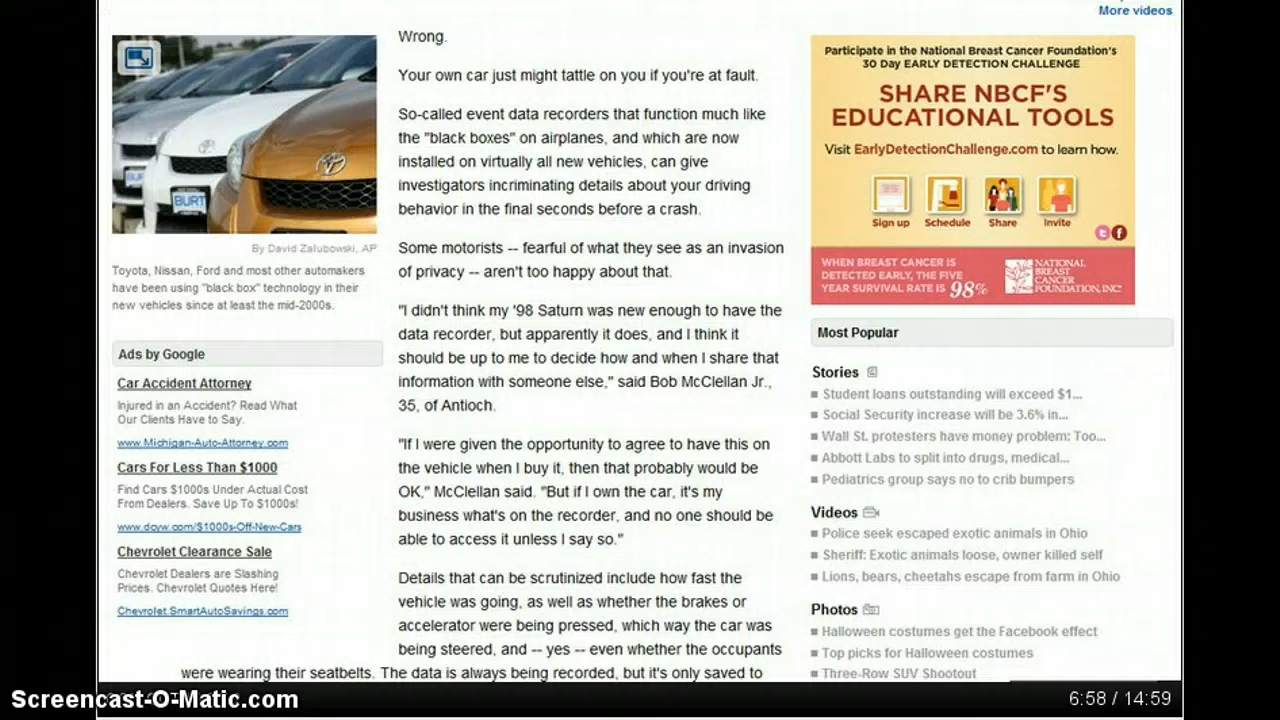 More videos
BURT
By David Zalubowski, AP
Toyota, Nissan, Ford and most other automakers
have been using "black box" technology in their
new vehicles since at least the mid-2000s.
Ads by Google
Car Accident Attorney
Injured in an Accident? Read What
Our Clients Have to Say.
www.Michigan-Auto-Attorney.com
Cars For Less Than $1000
Find Cars $1000s Under Actual Cost
From Dealers. Save Up To $1000s!
www.doyw.com/$1000s-Off-New-Cars
Chevrolet Clearance Sale
Chevrolet Dealers are Slashing
Prices. Chevrolet Quotes Here!
Chevrolet.SmartAutoSavings.com
Wrong.
Your own car just might tattle on you if you're at fault.
So-called event data recorders that function much like
the "black boxes" on airplanes, and which are now
installed on virtually all new vehicles, can give
investigators incriminating details about your driving
behavior in the final seconds before a crash.
Some motorists -- fearful of what they see as an invasion
of privacy -- aren't too happy about that.
"I didn't think my '98 Saturn was new enough to have the
data recorder, but apparently it does, and I think it
should be up to me to decide how and when I share that
information with someone else," said Bob McClellan Jr.,
35, of Antioch.
"If I were given the opportunity to agree to have this on
the vehicle when I buy it, then that probably would be
OK," McClellan said. "But if I own the car, it's my
business what's on the recorder, and no one should be
able to access it unless I say so."
Details that can be scrutinized include how fast the
vehicle was going, as well as whether the brakes or
accelerator were being pressed, which way the car was
being steered, and -- yes -- even whether the occupants
were wearing their seatbelts. The data is always being recorded, but it's only saved to
Participate in the National Breast Cancer Foundation's
30 Day EARLY DETECTION CHALLENGE
SHARE NBCF'S
EDUCATIONAL TOOLS
Visit EarlyDetectionChallenge.com to learn how.
Sign up Schedule Share Invite
WHEN BREAST CANCER IS
DETECTED EARLY, THE FIVE
YEAR SURVIVAL RATE IS 98%
NATIONAL
BREAST
CANCER
FOUNDATION, INC.
Most Popular
Stories
Student loans outstanding will exceed $1...
Social Security increase will be 3.6% in...
Wall St. protesters have money problem: Too...
Abbott Labs to split into drugs, medical...
Pediatrics group says no to crib bumpers
Videos
Police seek escaped exotic animals in Ohio
Sheriff: Exotic animals loose, owner killed self
Lions, bears, cheetahs escape from farm in Ohio
Photos
Halloween costumes get the Facebook effect
Top picks for Halloween costumes
Three-Row SUV Shootout
Screencast-O-Matic.com
6:58 / 14:59